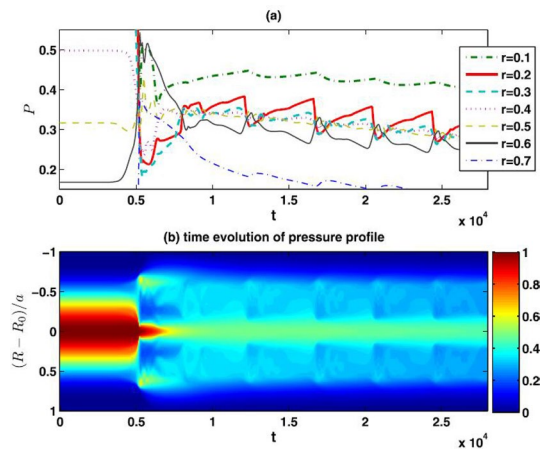 (a)
0.5
0.4
0.3
0.2
P
r=0.1
r=0.2
r=0.3
r=0.4
r=0.5
r=0.6
r=0.7
0 0.5 1 1.5 2 2.5
t
x 10^4
(b) time evolution of pressure profile
-1
-0.5
0
0.5
1
(R − R₀)/a
1
0.8
0.6
0.4
0.2
0
0 0.5 1 1.5 2 2.5
t
x 10^4